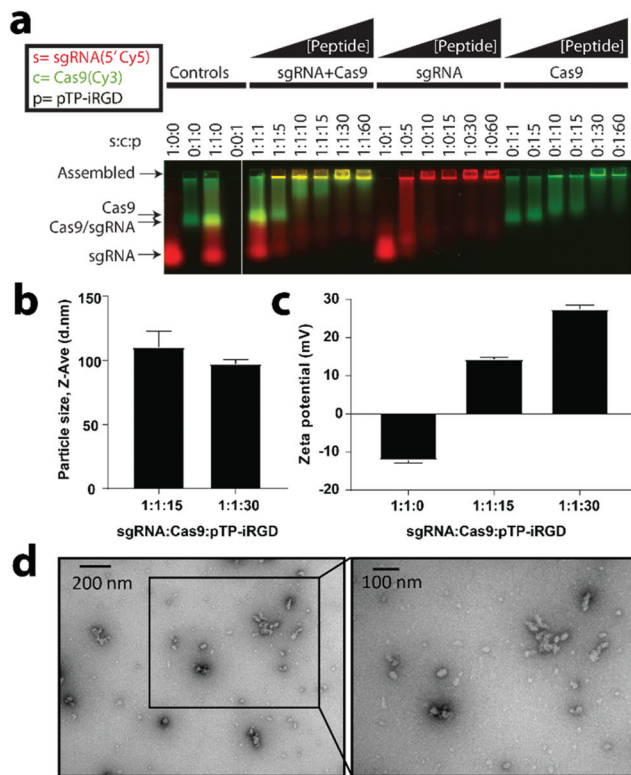 a
s= sgRNA(5' Cy5)
c= Cas9(Cy3)
p= pTP-iRGD
[Peptide] [Peptide] [Peptide]
Controls sgRNA+Cas9 sgRNA Cas9
s:c:p
1:0:0 0:1:0 1:1:0 0:0:1 1:1:1 1:1:5 1:1:10 1:1:15 1:1:30 1:1:60 1:0:1 1:0:5 1:0:10 1:0:15 1:0:30 1:0:60 0:1:1 0:1:5 0:1:10 0:1:15 0:1:30 0:1:60
Assembled
Cas9
Cas9/sgRNA
sgRNA
b
Particle size, Z-Ave (d.nm)
150
100
50
0
1:1:15 1:1:30
sgRNA:Cas9:pTP-iRGD
c
Zeta potential (mV)
30
20
10
0
-10
-20
1:1:0 1:1:15 1:1:30
sgRNA:Cas9:pTP-iRGD
d
200 nm
100 nm